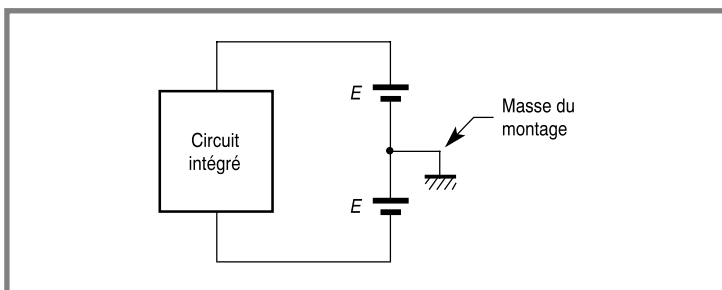 E
Masse du
montage
Circuit
intégré
E